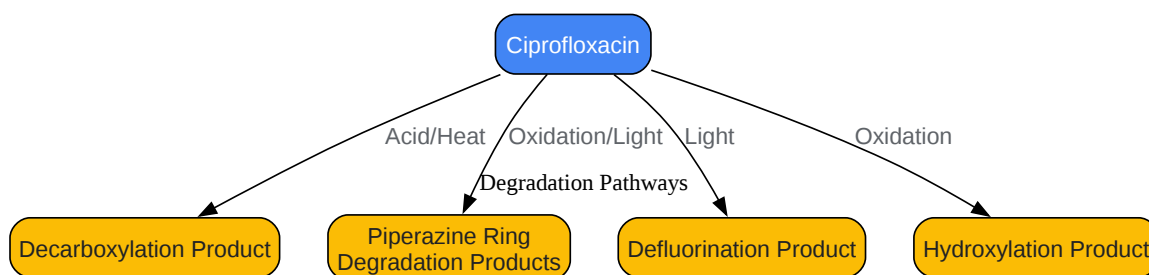 Ciprofloxacin
Acid/Heat
Oxidation/Light
Light
Oxidation
Degradation Pathways
Decarboxylation Product
Piperazine Ring
Degradation Products
Defluorination Product
Hydroxylation Product